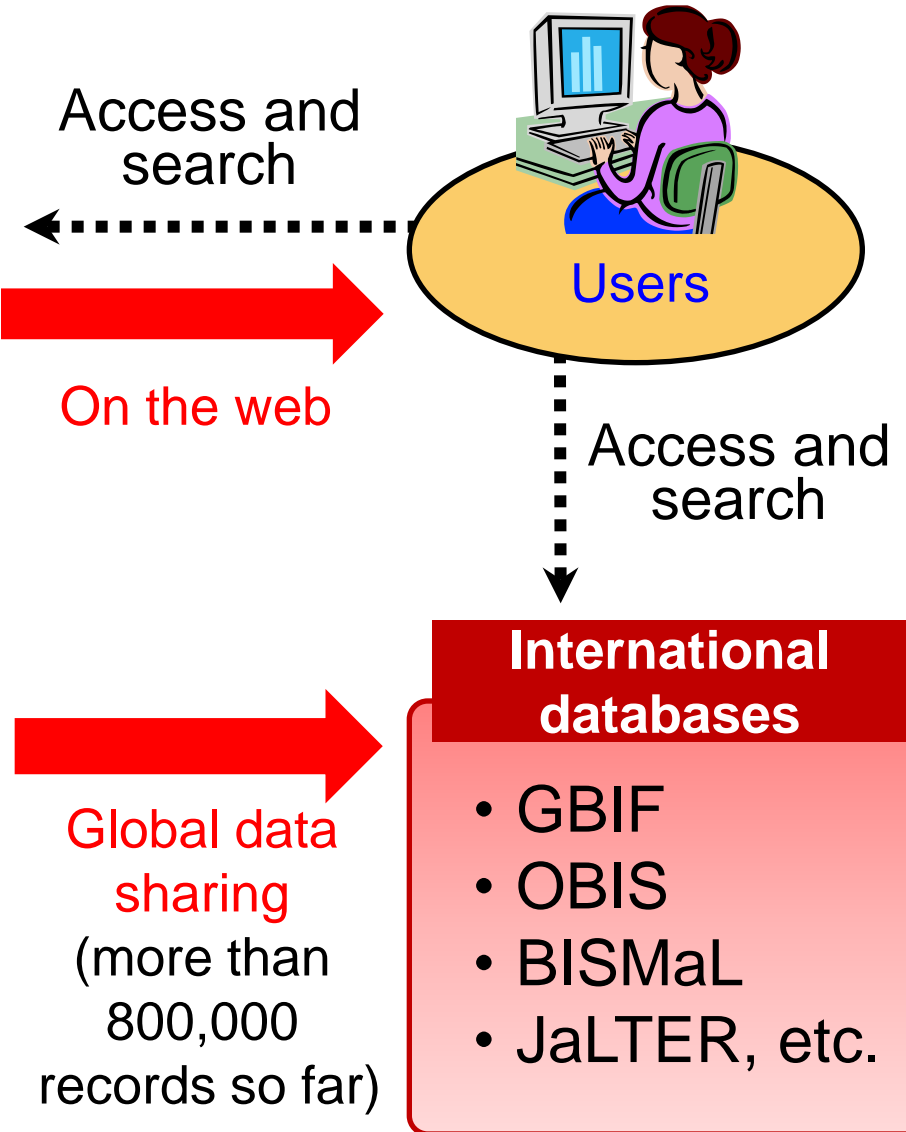 Access and
search
Users
On the web
Access and
search
International
databases
• GBIF
• OBIS
• BISMaL
• JaLTER, etc.
Global data
sharing
(more than
800,000
records so far)